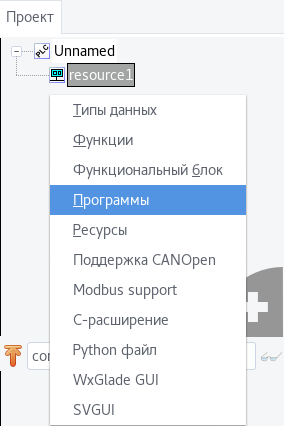 Проект
Unnamed
resource1
Типы данных
Функции
Функциональный блок
Программы
Ресурсы
Поддержка CANOpen
Modbus support
С-расширение
Python файл
WxGlade GUI
SVGUI